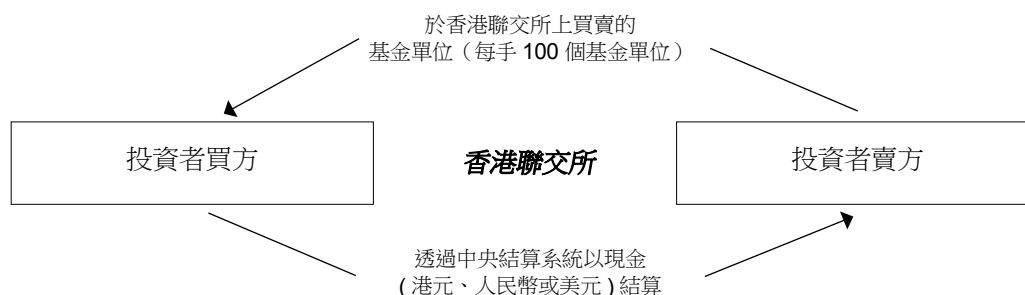 於香港聯交所上買賣的
基金單位（每手 100 個基金單位）
投資者買方
香港聯交所
投資者賣方
透過中央結算系統以現金
( 港元、人民幣或美元 ) 結算